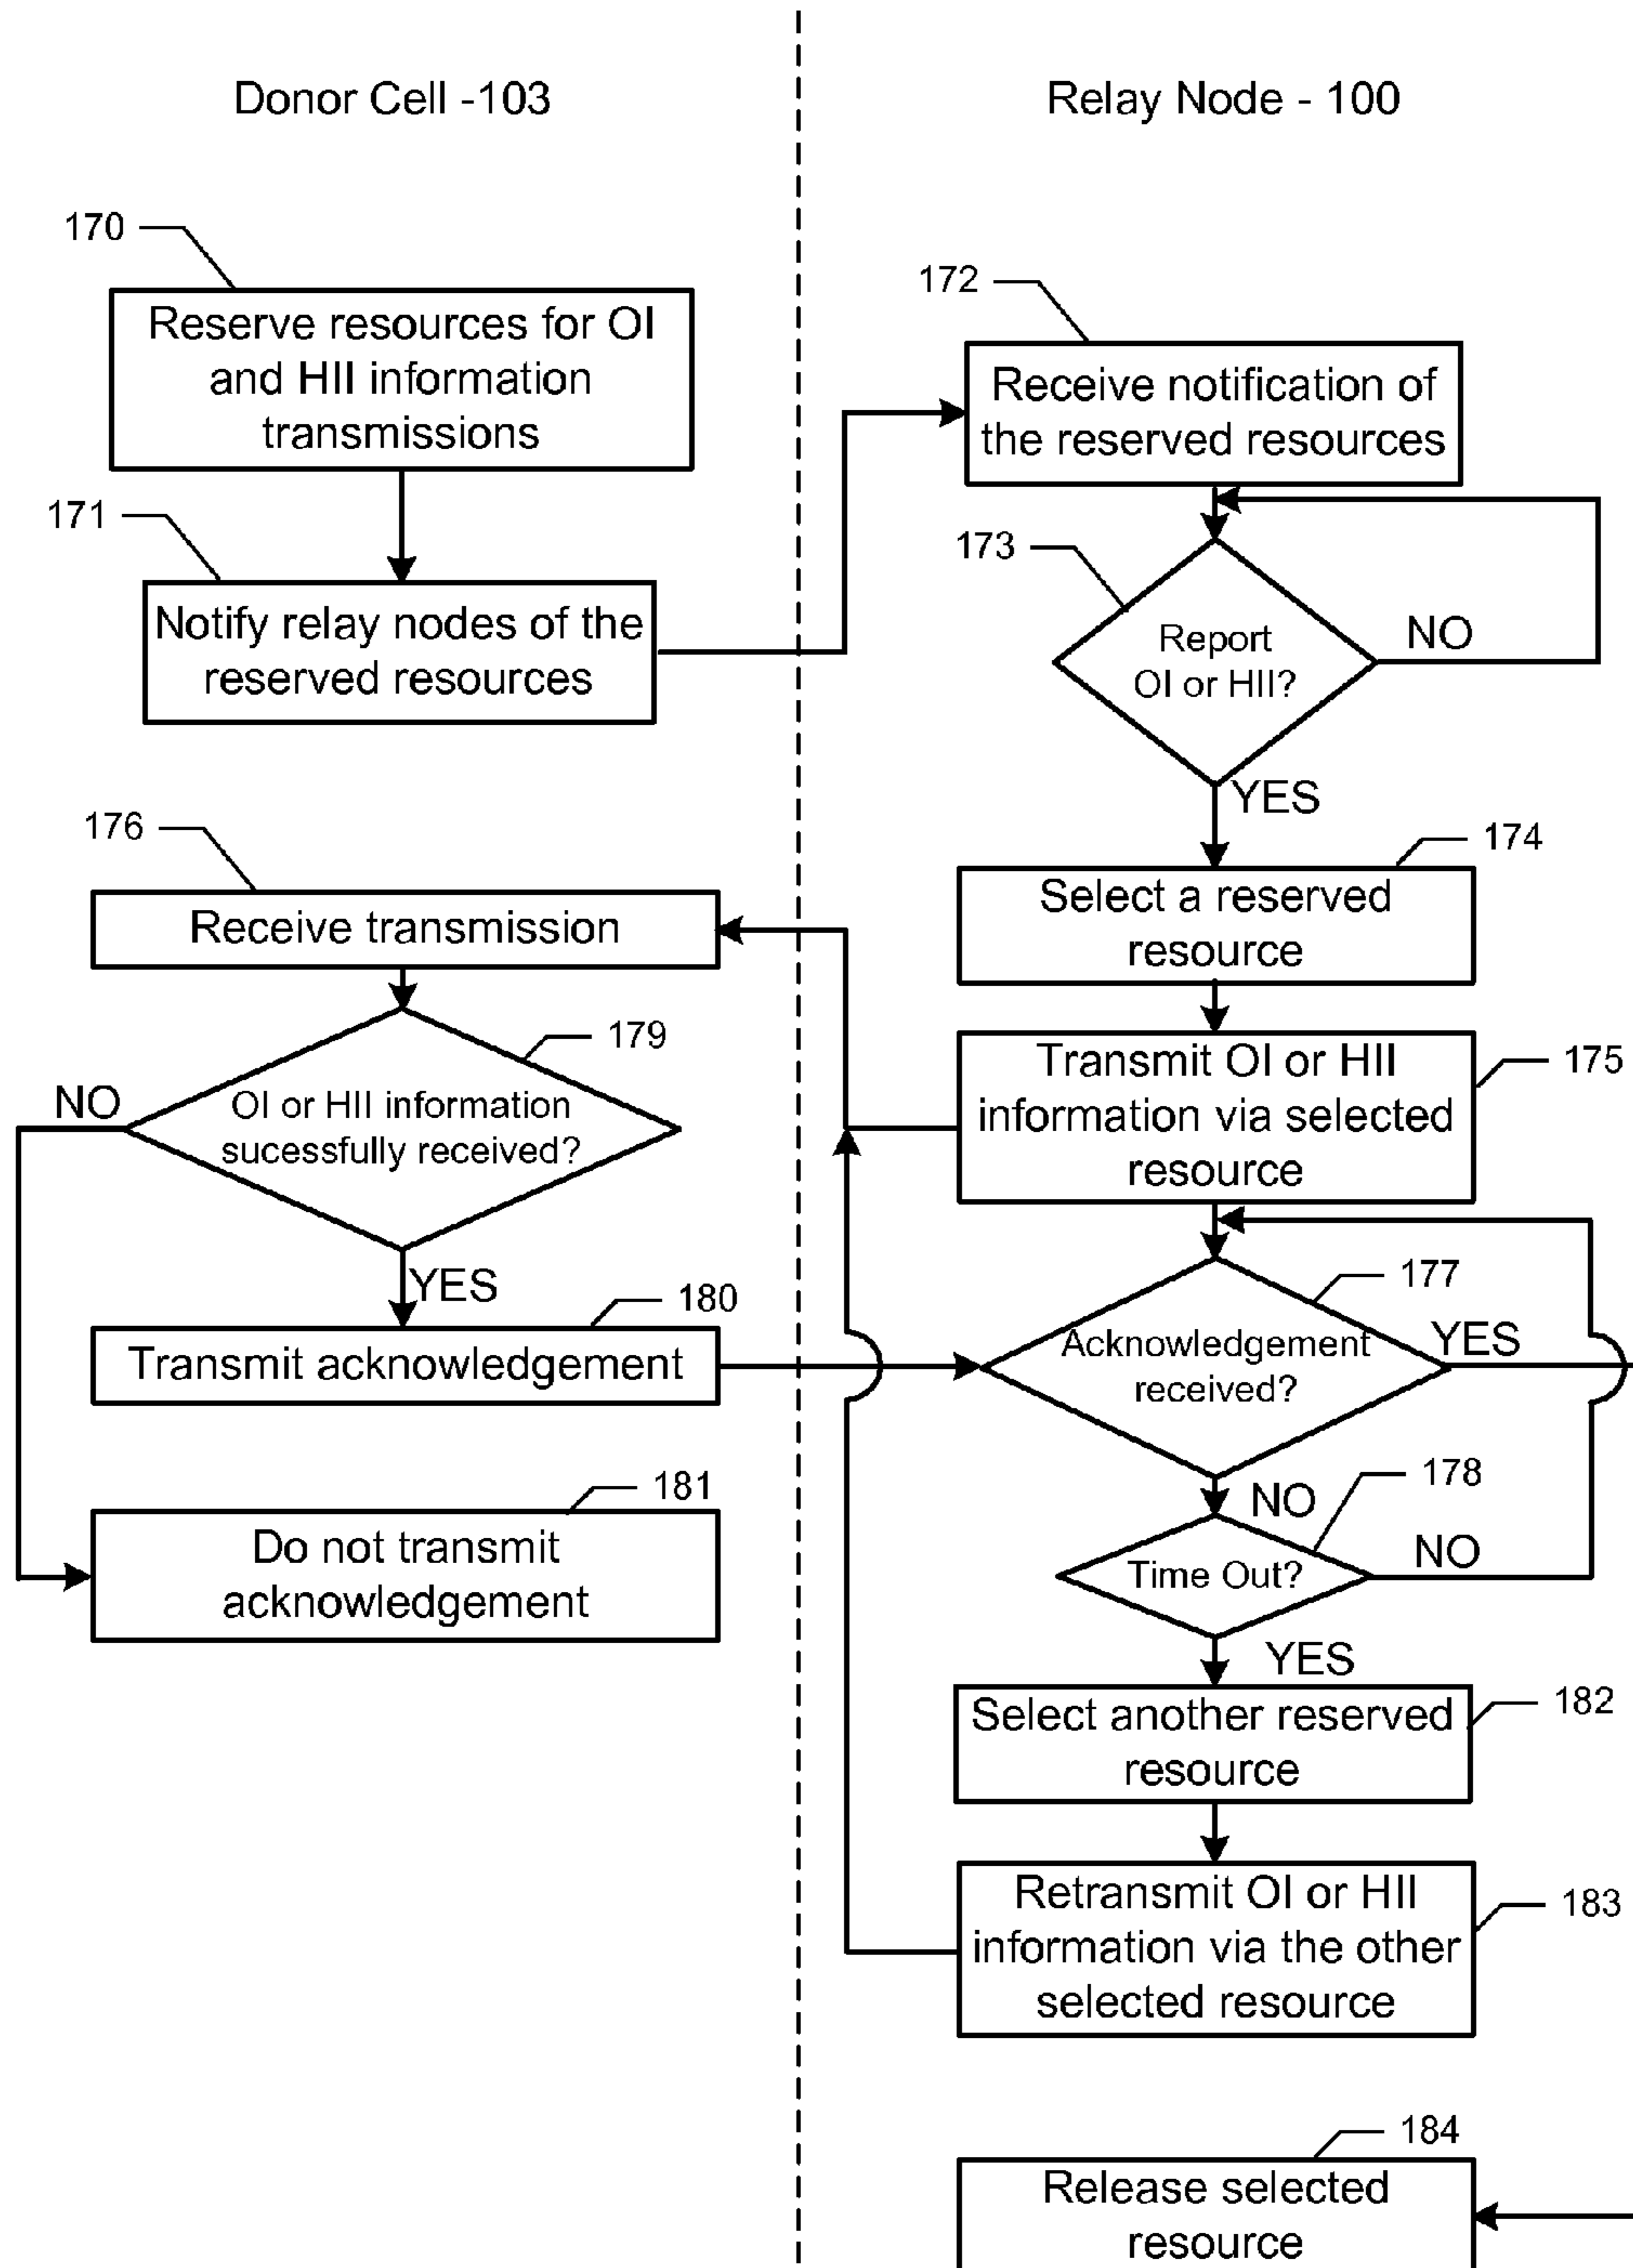 Donor Cell -103
Relay Node - 100
170
Reserve resources for OI
and HII information
transmissions
171
Notify relay nodes of the
reserved resources
172
Receive notification of
the reserved resources
173
Report
OI or HII?
NO
YES
174
Select a reserved
resource
175
Transmit OI or HII
information via selected
resource
176
Receive transmission
179
OI or HII information
sucessfully received?
NO
YES
180
Transmit acknowledgement
181
Do not transmit
acknowledgement
177
Acknowledgement
received?
YES
NO
178
Time Out?
NO
YES
182
Select another reserved
resource
183
Retransmit OI or HII
information via the other
selected resource
184
Release selected
resource